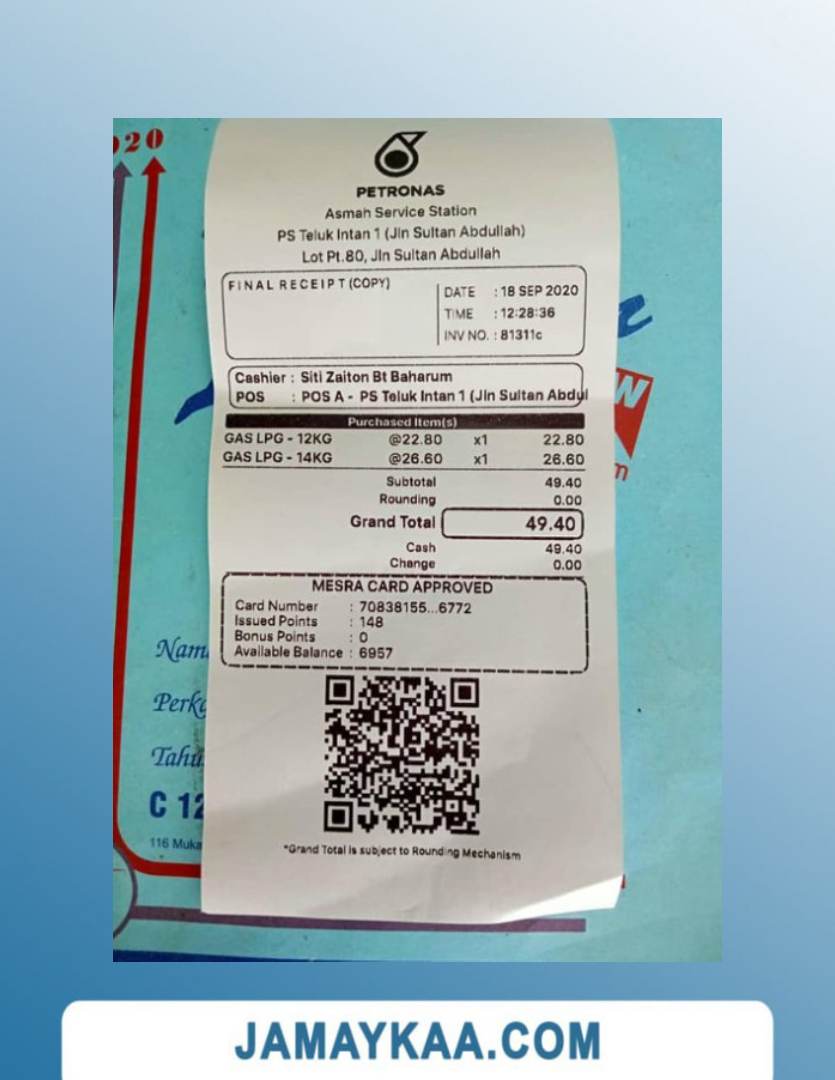 20
PETRONAS
Asmah Service Station
PS Teluk Intan 1 (Jln Sultan Abdullah)
Lot Pt.80, Jln Sultan Abdullah
FINAL RECEIPT (COPY)
DATE : 18 SEP 2020
TIME : 12:28:36
INV NO. : 81311c
Cashier : Siti Zaiton Bt Baharum
POS : POS A - PS Teluk Intan 1 (Jln Sultan Abdul
Purchased Item(s)
GAS LPG - 12KG @22.80 x1 22.80
GAS LPG - 14KG @26.60 x1 26.60
Subtotal 49.40
Rounding 0.00
Grand Total 49.40
Cash 49.40
Change 0.00
MESRA CARD APPROVED
Card Number : 70838155...6772
Issued Points : 148
Bonus Points : 0
Available Balance : 6957
Nam
Perk
Tahu
C 12
116 Muka
*Grand Total is subject to Rounding Mechanism
JAMAYKAA.COM